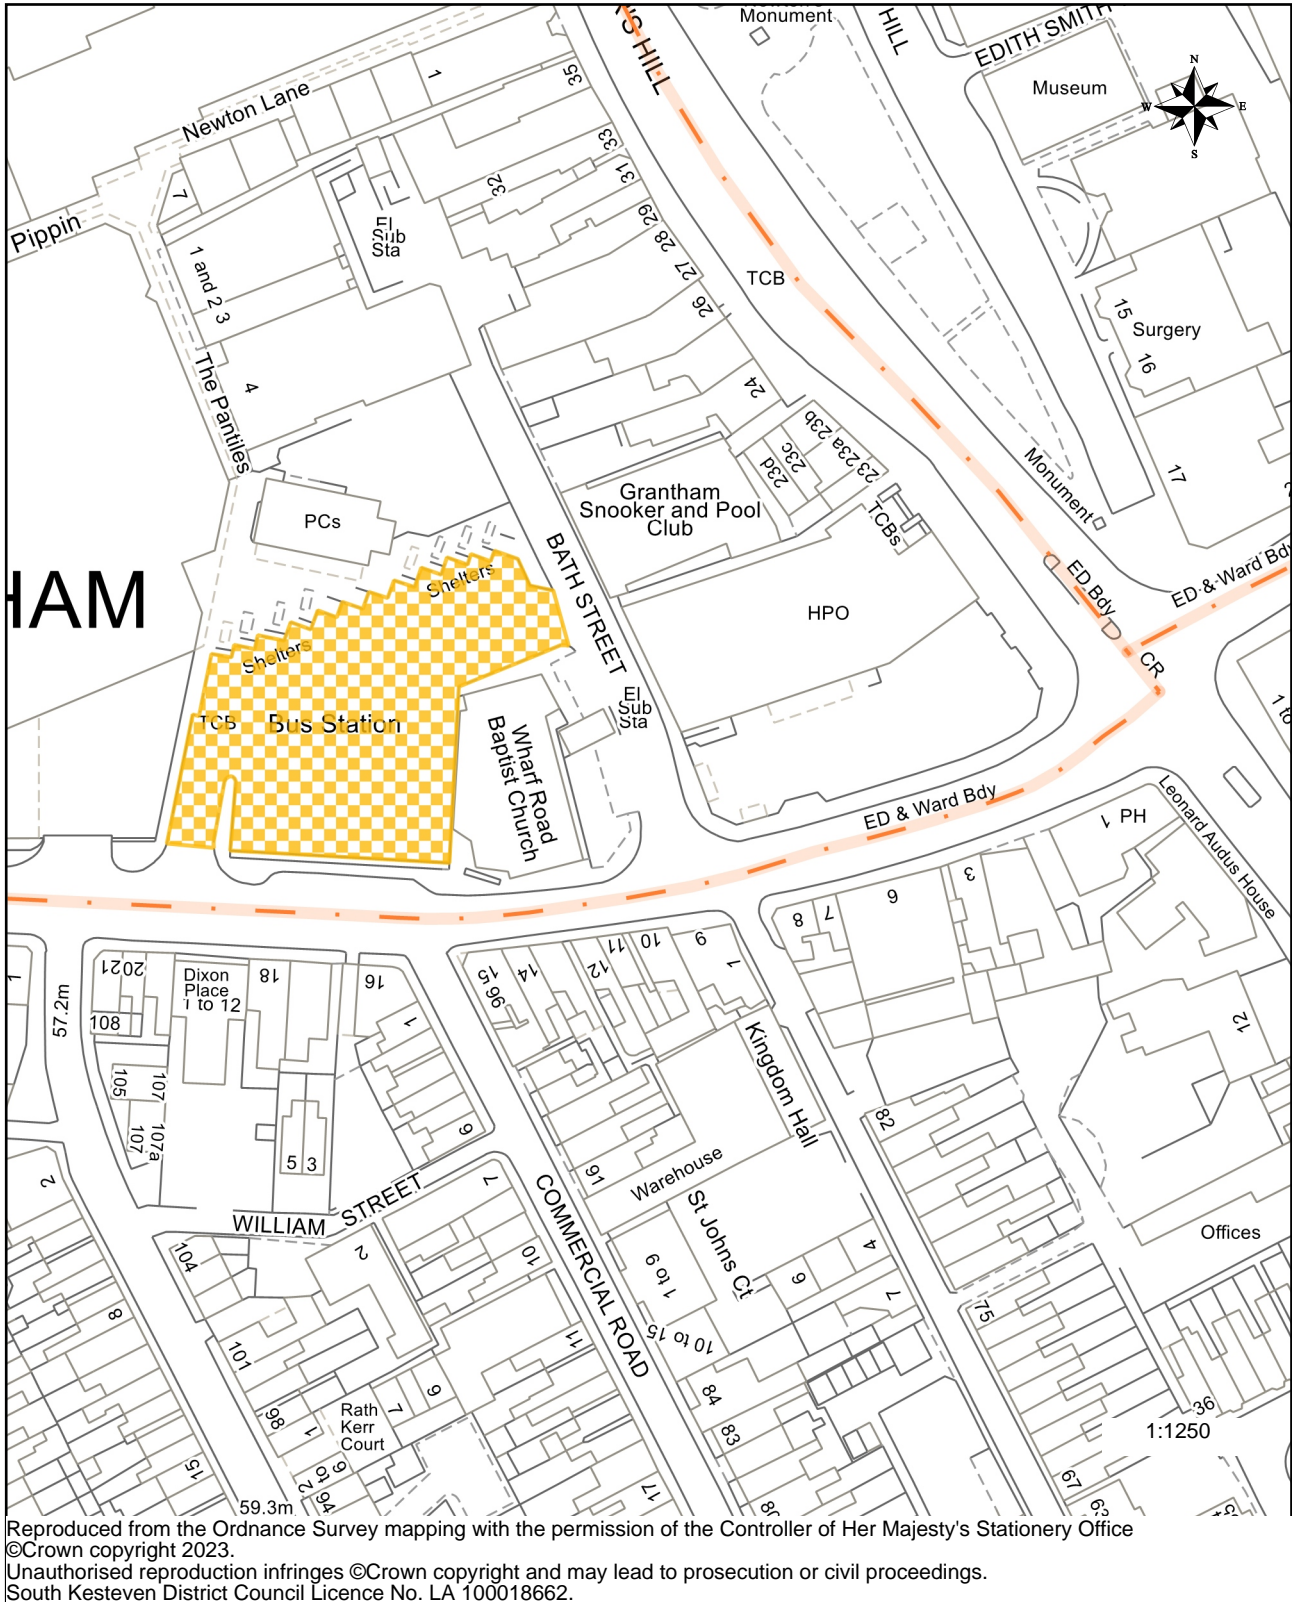 Monument
HILL
EDITH SMITH
Museum
N
W
E
S
Newton Lane
1
35
33
31
32
28 29
27
26
7
Pippin
El
Sub
Sta
1 and 2
3
TCB
15
Surgery
16
The Pantiles
4
24
23b
23a
23
23c
23d
Monument
17
Grantham
Snooker and Pool
Club
TCBs
PCs
BATH STREET
HAM
Shelters
Shelters
ED Bdy
ED & Ward Bdy
HPO
CR
TCB
Bus Station
El
Sub
Sta
Wharf Road
Baptist Church
1 to
ED & Ward Bdy
Leonard Audus House
1
PH
3
6
7
8
9
10
11
12
14
15
96
1
16
18
20
21
Dixon
Place
1 to 12
1
57.2m
108
105
107
107
107a
5
3
1
6
Kingdom Hall
12
82
91
Warehouse
2
WILLIAM STREET
COMMERCIAL ROAD
7
10
St Johns Ct
Offices
104
2
1 to 9
4
6
7
8
101
11
10 to 15
75
84
83
98
1
Rath
Kerr
Court
7
9
36
1:1250
15
2 to 6
94
17
80
67
63
59.3m
Reproduced from the Ordnance Survey mapping with the permission of the Controller of Her Majesty's Stationery Office
©Crown copyright 2023.
Unauthorised reproduction infringes ©Crown copyright and may lead to prosecution or civil proceedings.
South Kesteven District Council Licence No. LA 100018662.